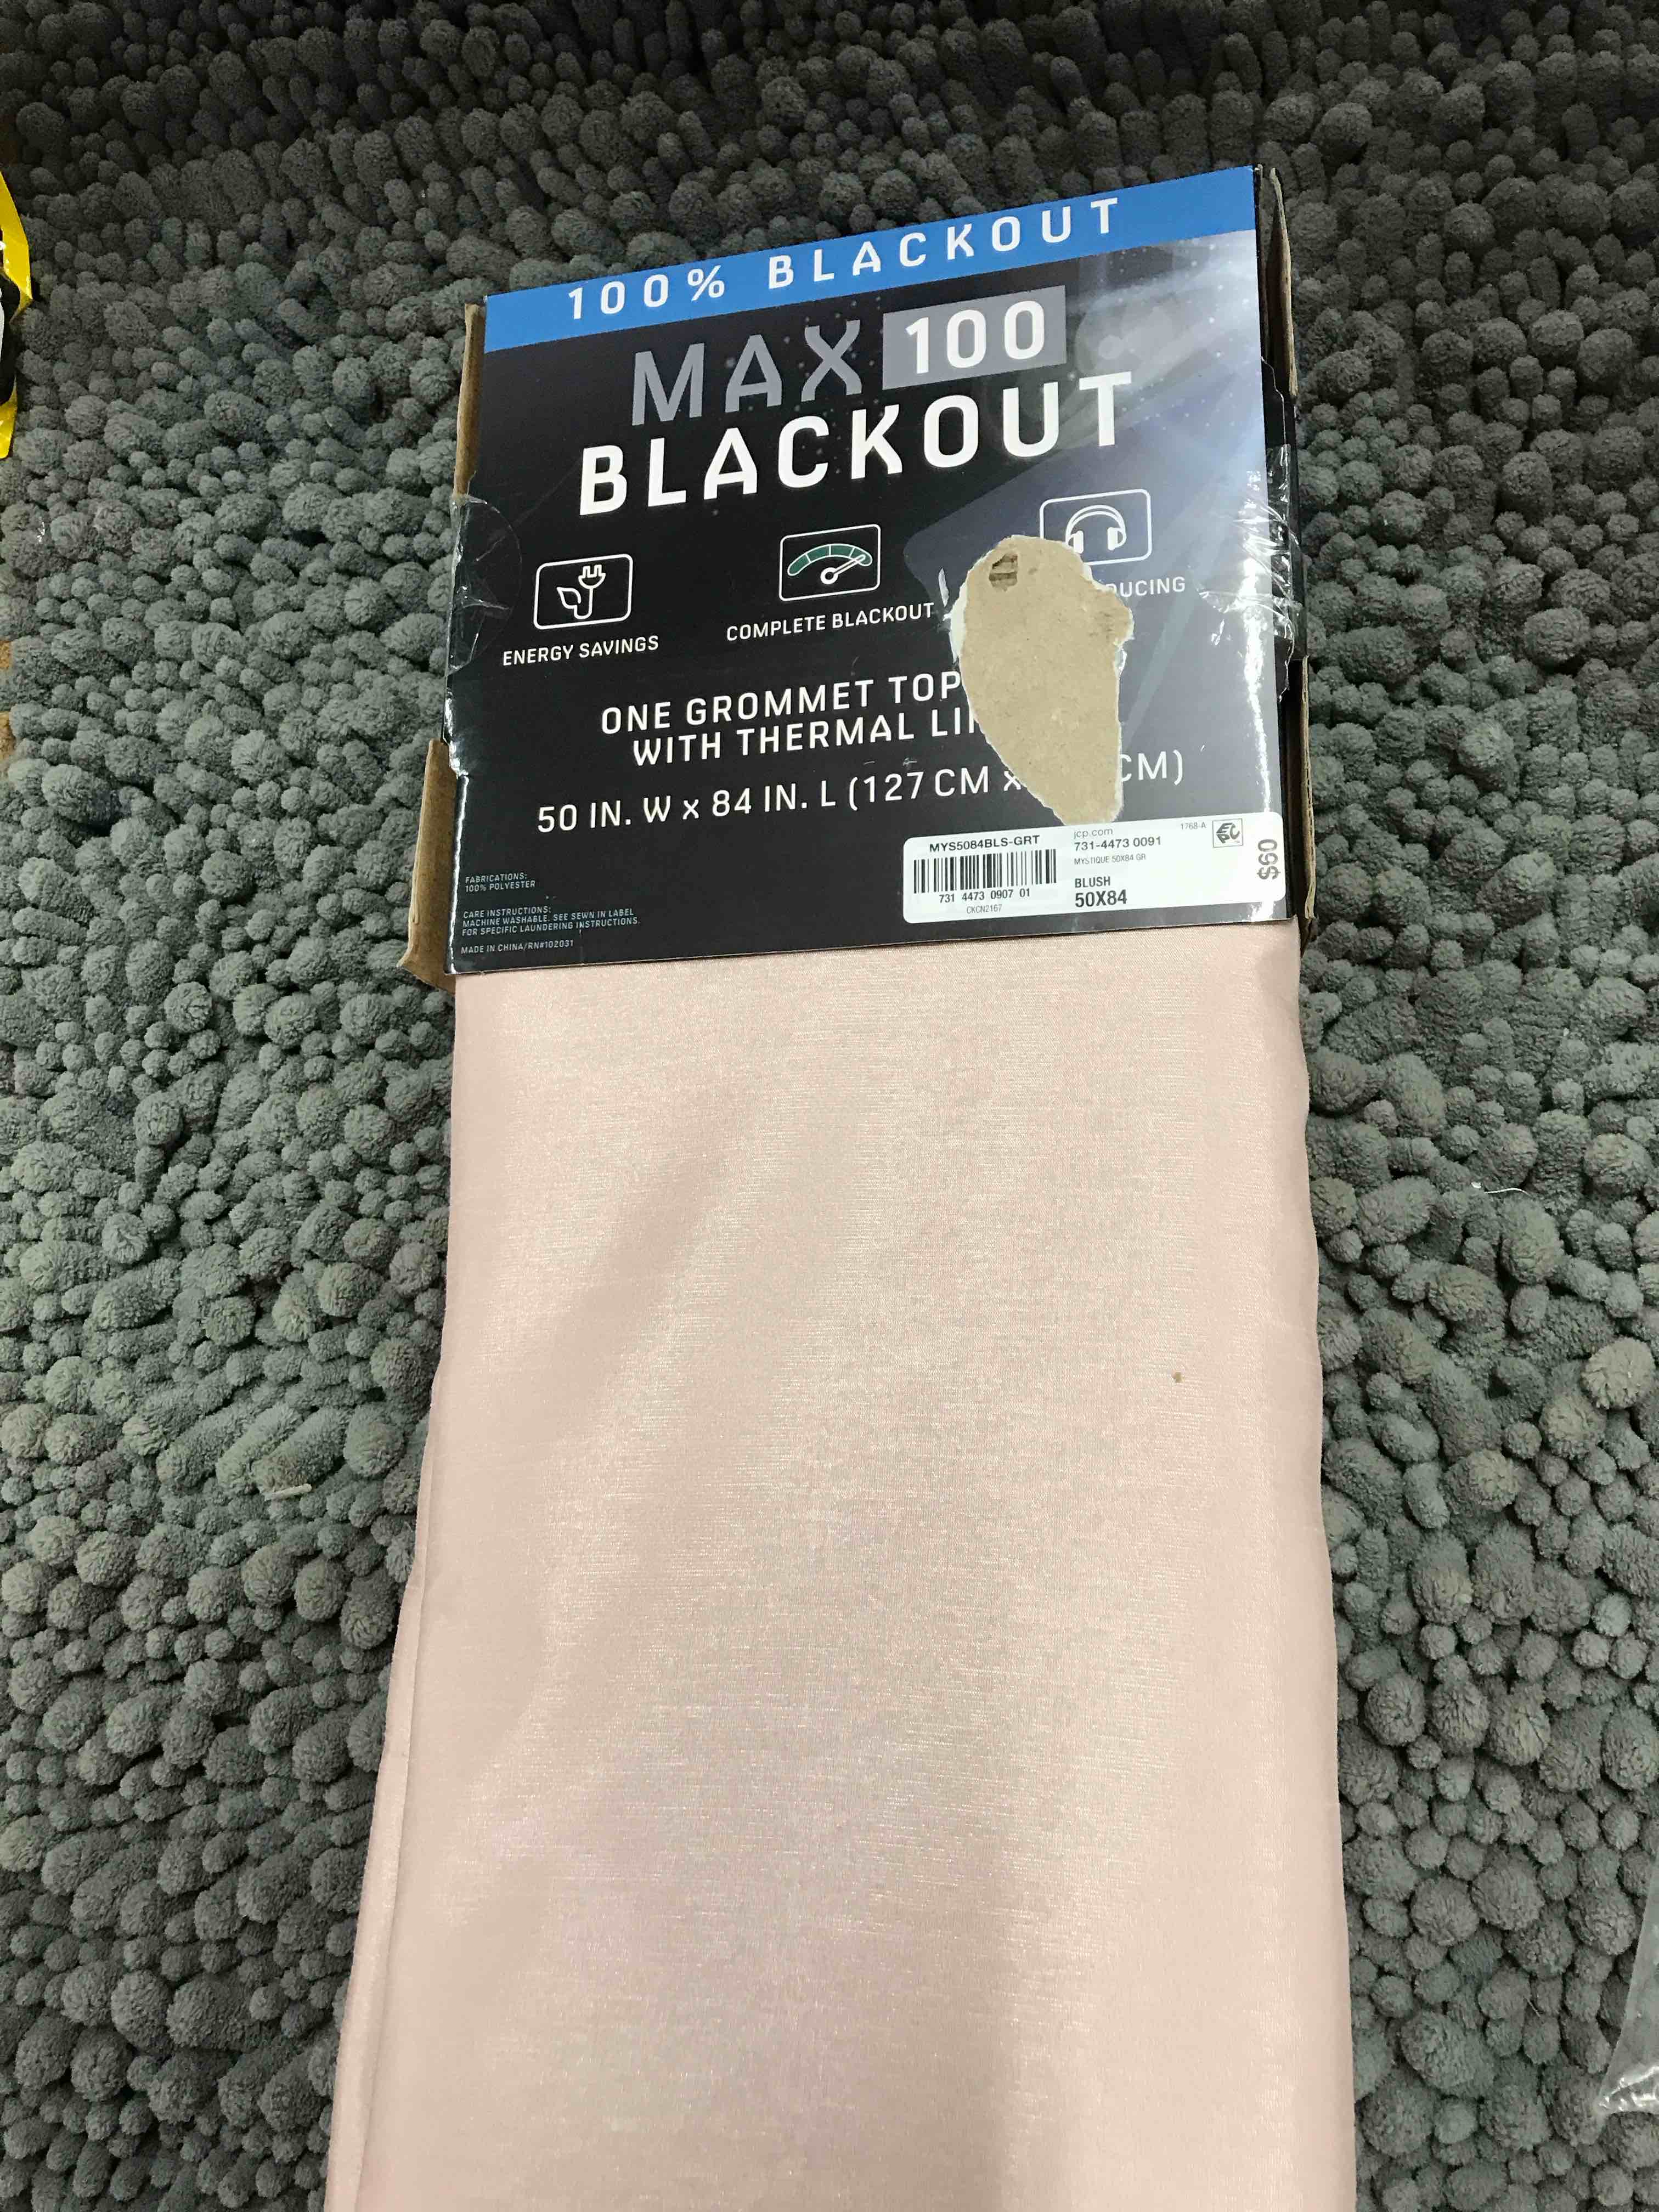 100% BLACKOUT
MAX 100
BLACKOUT
ENERGY SAVINGS
COMPLETE BLACKOUT
ONE GROMMET TOP
WITH THERMAL
50 IN. W x 84 IN. L (127 CM x CM)
FABRICATIONS:
100% POLYESTER
CARE INSTRUCTIONS:
MACHINE WASHABLE. SEE SEWN IN LABEL
FOR SPECIFIC LAUNDERING INSTRUCTIONS.
MADE IN CHINA/RN#102031
MYS5084BLS-GRT
731 4473 0907 01
CKCN2167
jcp.com
1768-A
731-4473 0091
MYSTIQUE 50X84 GR
BLUSH
50X84
$60